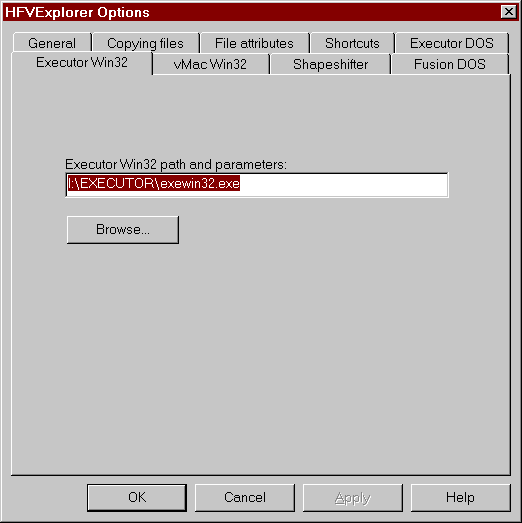 HFVExplorer Options
General Copying files File attributes Shortcuts Executor DOS
Executor Win32 vMac Win32 Shapeshifter Fusion DOS
Executor Win32 path and parameters:
I:\EXECUTOR\exewin32.exe
Browse...
OK Cancel Apply Help